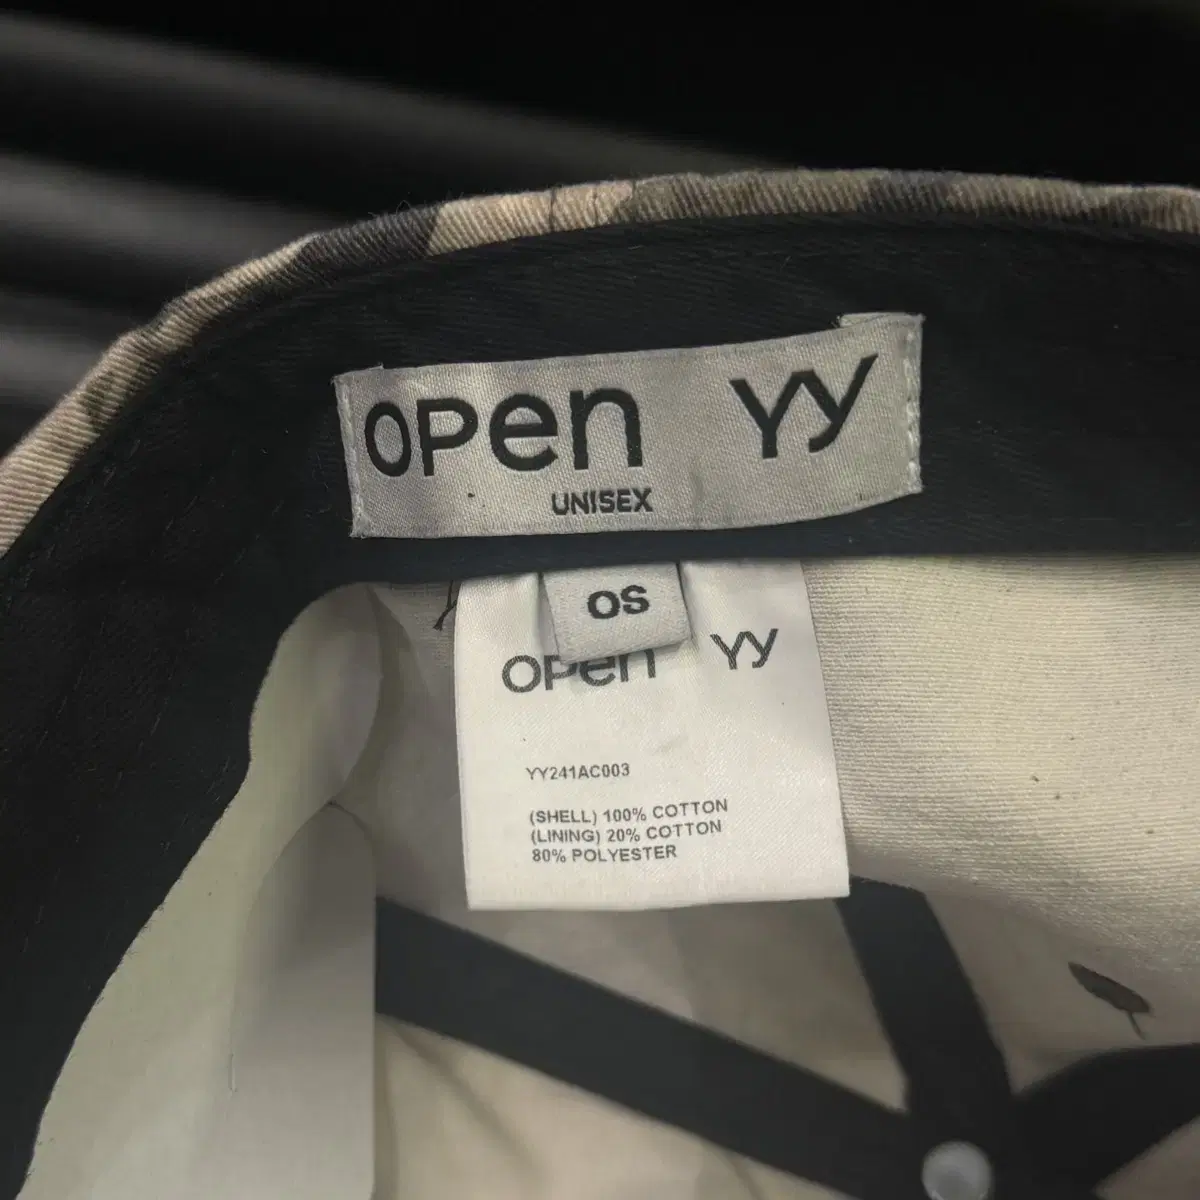 OPen YY
UNISEX
OS
OPen YY
YY241AC003
(SHELL) 100% COTTON
(LINING) 20% COTTON
80% POLYESTER